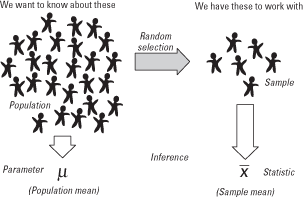 We want to know about these
We have these to work with
Random
selection
Population
Sample
Parameter μ
Inference
x̄ Statistic
(Population mean)
(Sample mean)